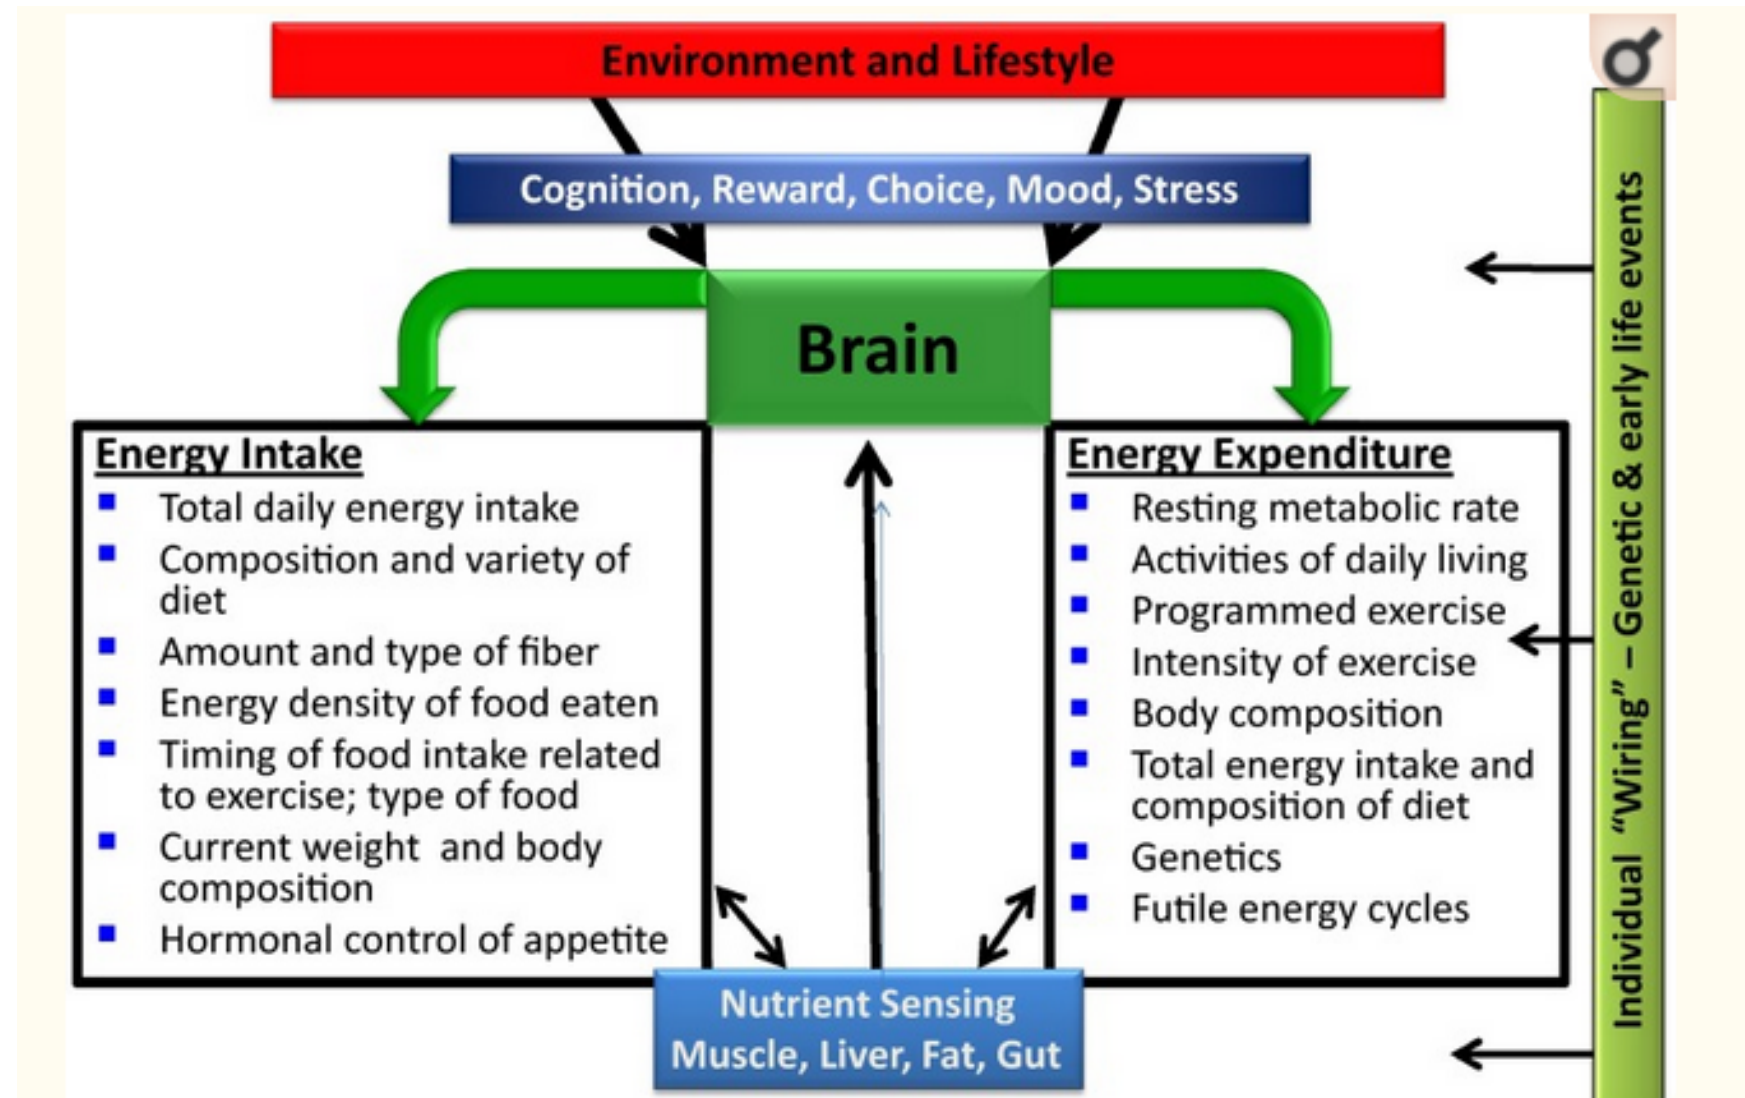 Environment and Lifestyle
Cognition, Reward, Choice, Mood, Stress
Brain
Energy Intake
Total daily energy intake
Composition and variety of
diet
Amount and type of fiber
Energy density of food eaten
Timing of food intake related
to exercise; type of food
Current weight  and body
composition
Hormonal control of appetite
Energy Expenditure
Resting metabolic rate
Activities of daily living
Programmed exercise
Intensity of exercise
Body composition
Total energy intake and
composition of diet
Genetics
Futile energy cycles
Nutrient Sensing
Muscle, Liver, Fat, Gut
Individual  “Wiring” – Genetic & early life events